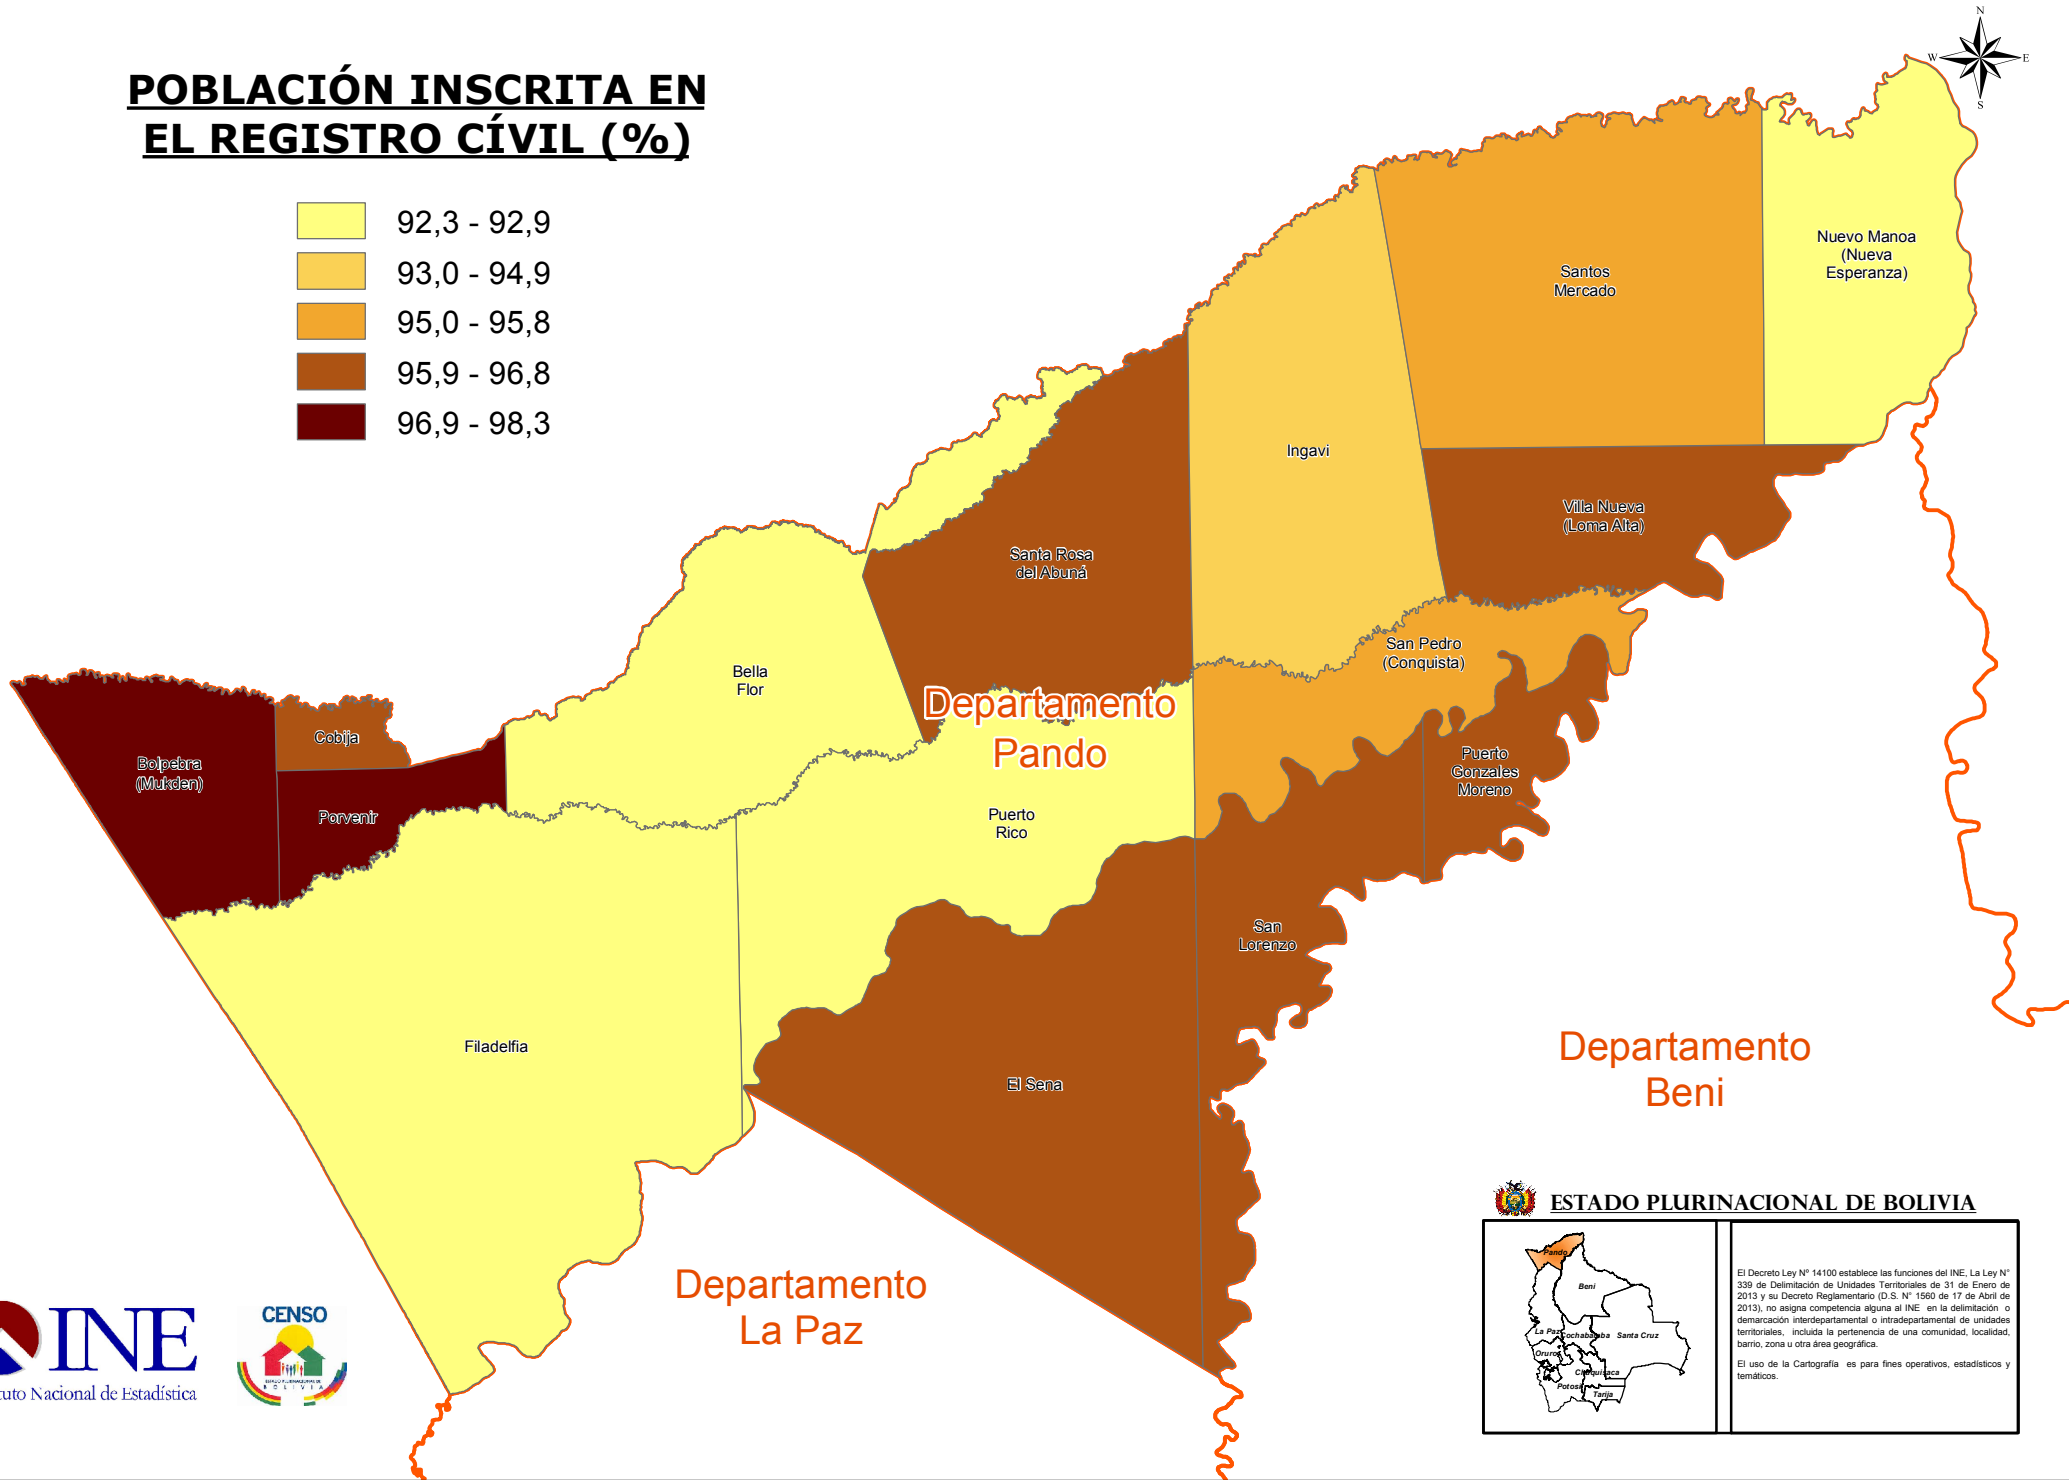 POBLACIÓN INSCRITA EN
EL REGISTRO CÍVIL (%)
92,3 - 92,9
93,0 - 94,9
95,0 - 95,8
95,9 - 96,8
96,9 - 98,3
N
W
E
S
Nuevo Manoa
(Nueva
Esperanza)
Santos
Mercado
Ingavi
Villa Nueva
(Loma Alta)
Santa Rosa
del Abuná
San Pedro
(Conquista)
Bella
Flor
Departamento
Pando
Cobija
Bolpebra
(Mukden)
Porvenir
Puerto
Gonzales
Moreno
Puerto
Rico
San
Lorenzo
Filadelfia
El Sena
Departamento
Beni
Departamento
La Paz
INE
tuto Nacional de Estadística
CENSO
ESTADO PLURINACIONAL DE
BOLIVIA
ESTADO PLURINACIONAL DE BOLIVIA
Pando
Beni
La Paz
Cochabamba
Santa Cruz
Oruro
Chuquisaca
Potosí
Tarija
El Decreto Ley Nº 14100 establece las funciones del INE, La Ley N°
339 de Delimitación de Unidades Territoriales de 31 de Enero de
2013 y su Decreto Reglamentario (D.S. N° 1560 de 17 de Abril de
2013), no asigna competencia alguna al INE en la delimitación o
demarcación interdepartamental o intradepartamental de unidades
territoriales, incluida la pertenencia de una comunidad, localidad,
barrio, zona u otra área geográfica.
El uso de la Cartografía es para fines operativos, estadísticos y
temáticos.